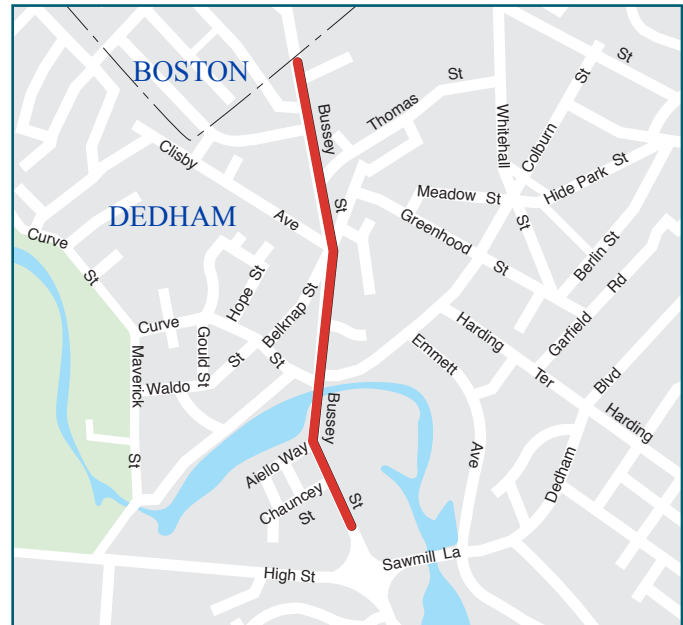 BOSTON
Bussey
St
Thomas
St
St
Whitehall
St
Colburn
St
Clisby
Ave
DEDHAM
St
Meadow St
Hide Park St
Greenhood
St
Curve
St
Hope St
Berlin St
Belknap St
Garfield
Rd
Curve
St
Gould St
Waldo
St
Maverick
St
Emmett
Ave
Harding
Ter
Harding
Blvd
Dedham
Bussey
St
Aiello Way
Chauncey
St
High St
Sawmill La